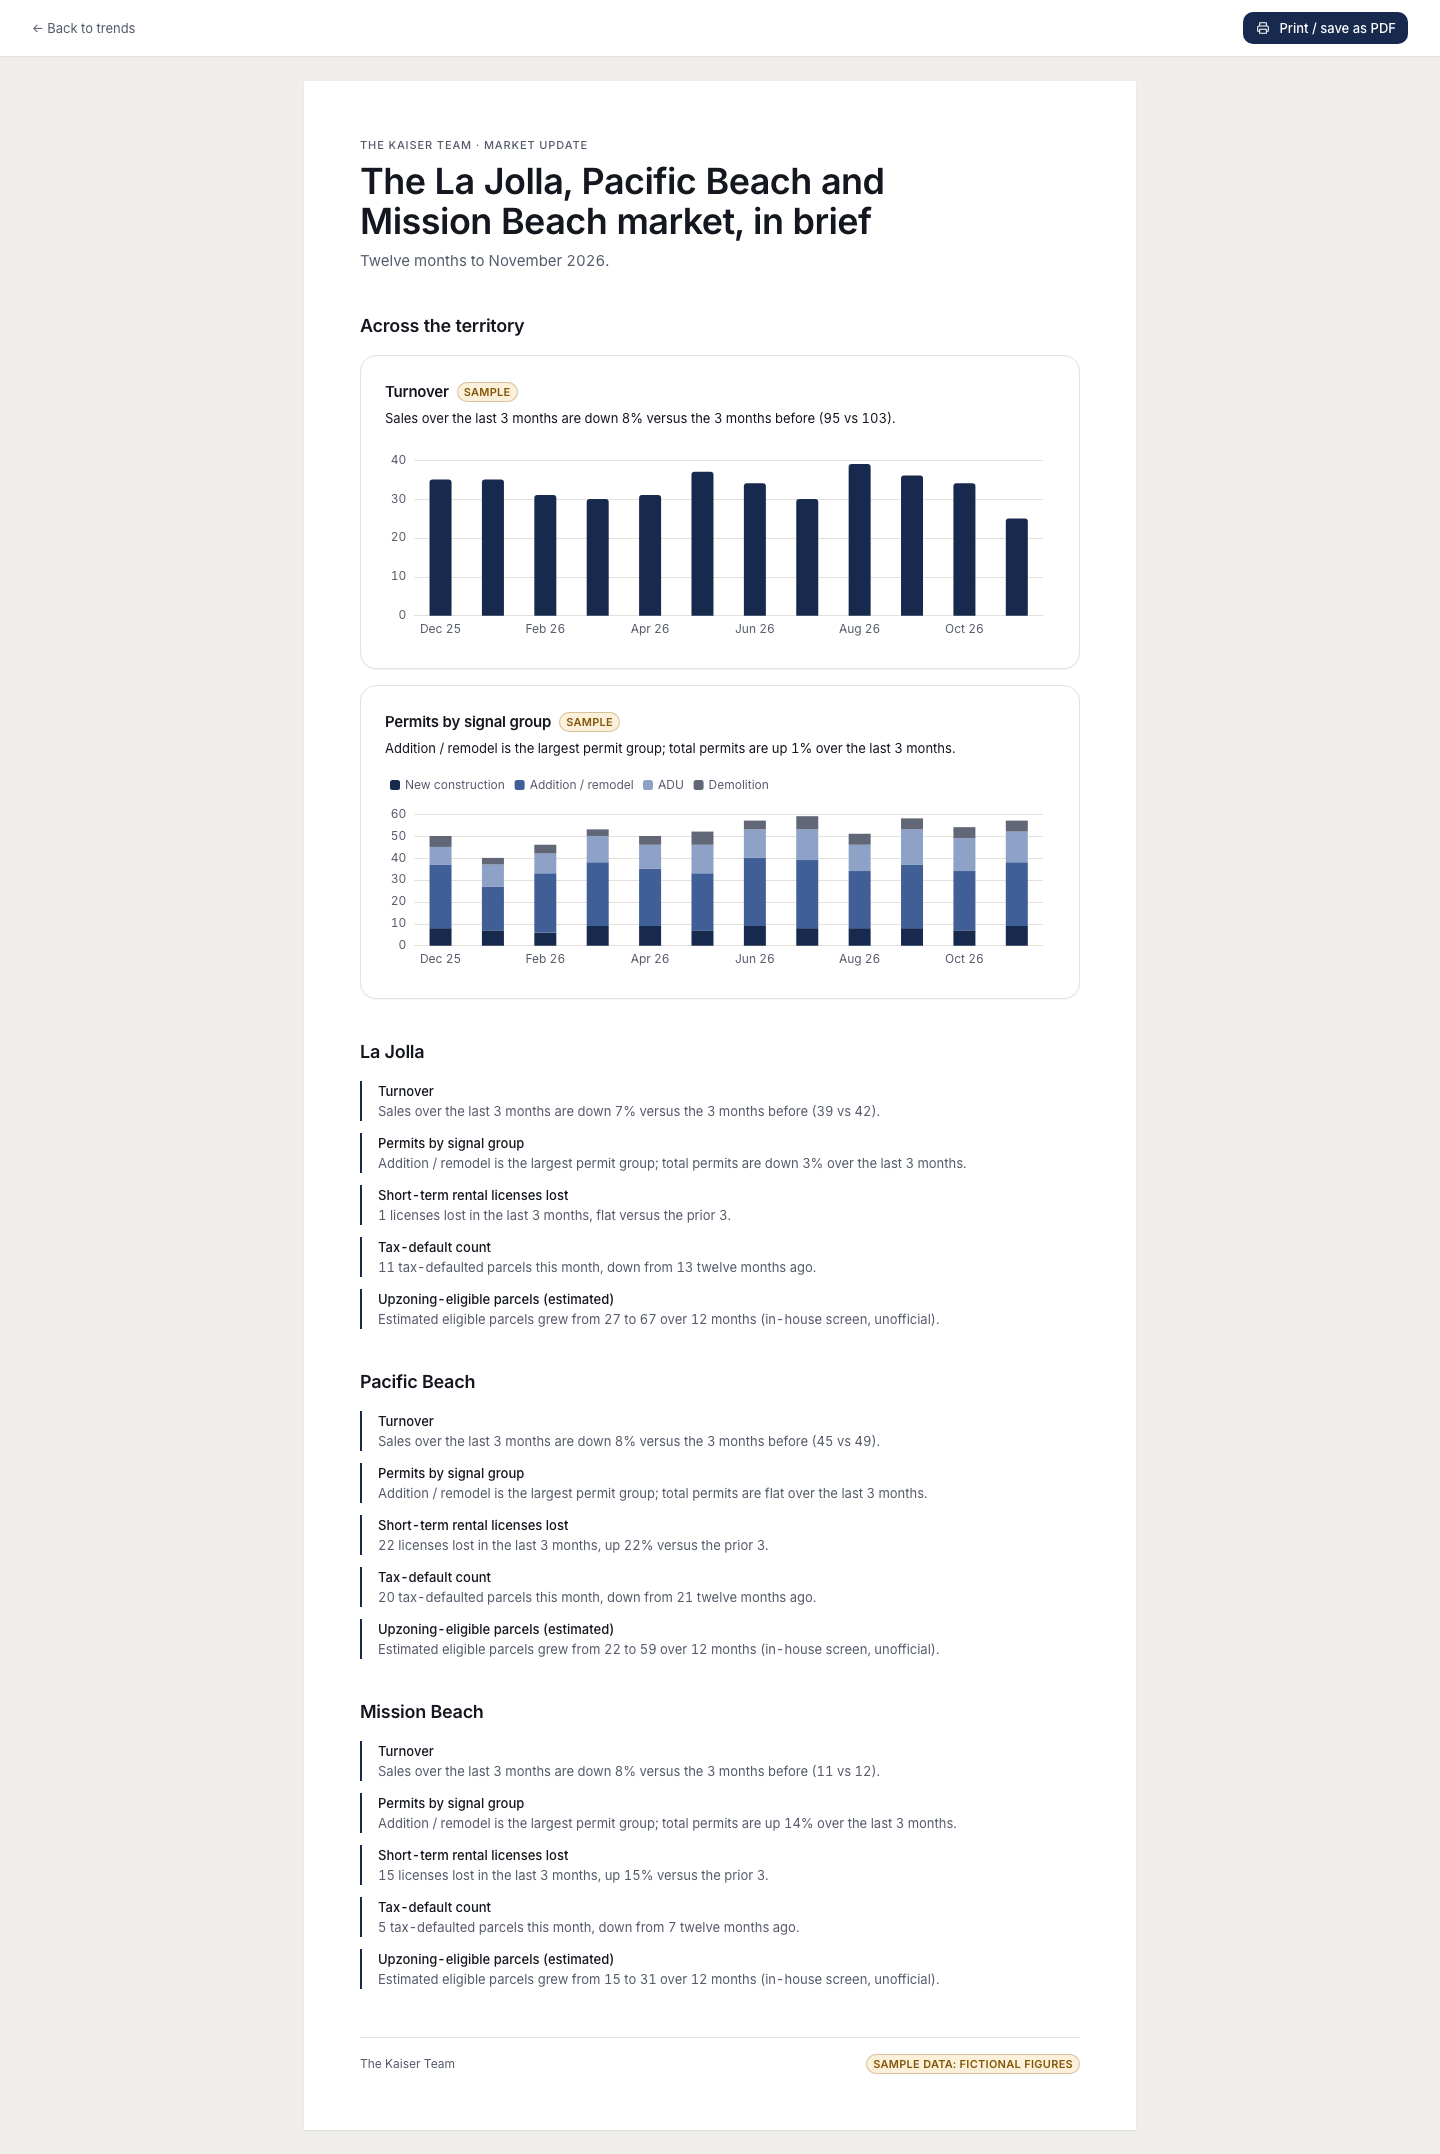 ← Back to trends
Print / save as PDF
THE KAISER TEAM · MARKET UPDATE
The La Jolla, Pacific Beach and
Mission Beach market, in brief
Twelve months to November 2026.
Across the territory
Turnover SAMPLE
Sales over the last 3 months are down 8% versus the 3 months before (95 vs 103).
40
30
20
10
0
Dec 25 Feb 26 Apr 26 Jun 26 Aug 26 Oct 26
Permits by signal group SAMPLE
Addition / remodel is the largest permit group; total permits are up 1% over the last 3 months.
New construction Addition / remodel ADU Demolition
60
50
40
30
20
10
0
Dec 25 Feb 26 Apr 26 Jun 26 Aug 26 Oct 26
La Jolla
Turnover
Sales over the last 3 months are down 7% versus the 3 months before (39 vs 42).
Permits by signal group
Addition / remodel is the largest permit group; total permits are down 3% over the last 3 months.
Short-term rental licenses lost
1 licenses lost in the last 3 months, flat versus the prior 3.
Tax-default count
11 tax-defaulted parcels this month, down from 13 twelve months ago.
Upzoning-eligible parcels (estimated)
Estimated eligible parcels grew from 27 to 67 over 12 months (in-house screen, unofficial).
Pacific Beach
Turnover
Sales over the last 3 months are down 8% versus the 3 months before (45 vs 49).
Permits by signal group
Addition / remodel is the largest permit group; total permits are flat over the last 3 months.
Short-term rental licenses lost
22 licenses lost in the last 3 months, up 22% versus the prior 3.
Tax-default count
20 tax-defaulted parcels this month, down from 21 twelve months ago.
Upzoning-eligible parcels (estimated)
Estimated eligible parcels grew from 22 to 59 over 12 months (in-house screen, unofficial).
Mission Beach
Turnover
Sales over the last 3 months are down 8% versus the 3 months before (11 vs 12).
Permits by signal group
Addition / remodel is the largest permit group; total permits are up 14% over the last 3 months.
Short-term rental licenses lost
15 licenses lost in the last 3 months, up 15% versus the prior 3.
Tax-default count
5 tax-defaulted parcels this month, down from 7 twelve months ago.
Upzoning-eligible parcels (estimated)
Estimated eligible parcels grew from 15 to 31 over 12 months (in-house screen, unofficial).
The Kaiser Team
SAMPLE DATA: FICTIONAL FIGURES